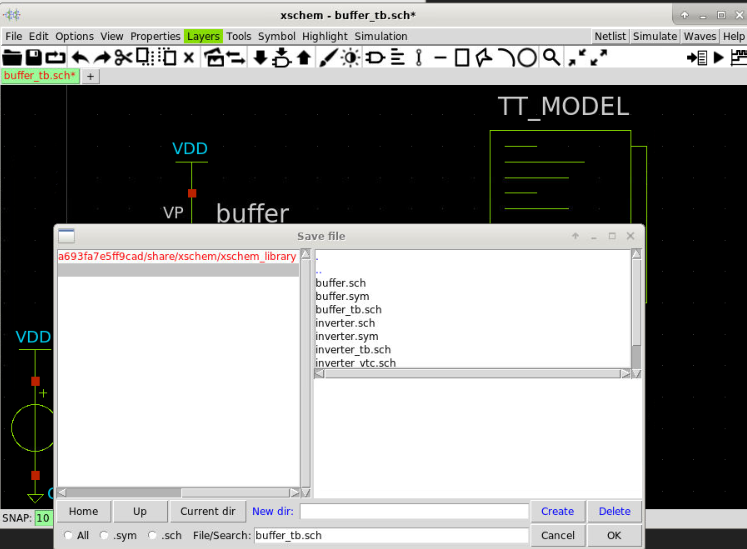 xschem - buffer_tb.sch*
File Edit Options View Properties Layers Tools Symbol Highlight Simulation Netlist Simulate Waves Help
buffer_tb.sch* +
TT_MODEL
VDD
VP
buffer
Save file
a693fa7e5ff9cad/share/xschem/xschem_library
.
..
buffer.sch
buffer.sym
buffer_tb.sch
inverter.sch
inverter.sym
inverter_tb.sch
inverter_vtc.sch
VDD
+
Home Up Current dir New dir: Create Delete
SNAP: 10
All .sym .sch File/Search: buffer_tb.sch Cancel OK